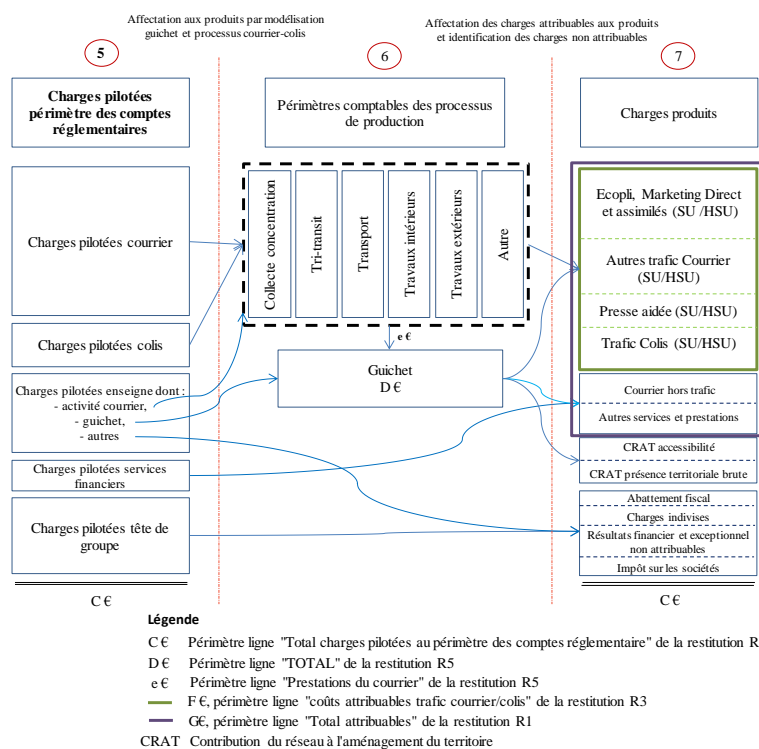 Affectation aux produits par modélisation
guichet et processus courrier-colis
Affectation des charges attribuables aux produits
et identification des charges non attribuables
5
6
7
Charges pilotées
périmètre des comptes
réglementaires
Périmètres comptables des processus
de production
Charges produits
Charges pilotées courrier
Charges pilotées colis
Charges pilotées enseigne dont :
- activité courrier,
- guichet,
- autres
Charges pilotées services
financiers
Charges pilotées tête de
groupe
C €
Collecte concentration
Tri-transit
Transport
Travaux intérieurs
Travaux extérieurs
Autre
e €
Guichet
D €
Ecopli, Marketing Direct
et assimilés (SU /HSU)
Autres trafic Courrier
(SU/HSU)
Presse aidée (SU/HSU)
Trafic Colis (SU/HSU)
Courrier hors trafic
Autres services et prestations
CRAT accessibilité
CRAT présence territoriale brute
Abattement fiscal
Charges indivises
Résultats financier et exceptionnel
non attribuables
Impôt sur les sociétés
C €
Légende
C € Périmètre ligne "Total charges pilotées au périmètre des comptes réglementaire" de la restitution R
D € Périmètre ligne "TOTAL" de la restitution R5
e € Périmètre ligne "Prestations du courrier" de la restitution R5
F €, périmètre ligne "coûts attribuables trafic courrier/colis" de la restitution R3
G€, périmètre ligne "Total attribuables" de la restitution R1
CRAT Contribution du réseau à l'aménagement du territoire